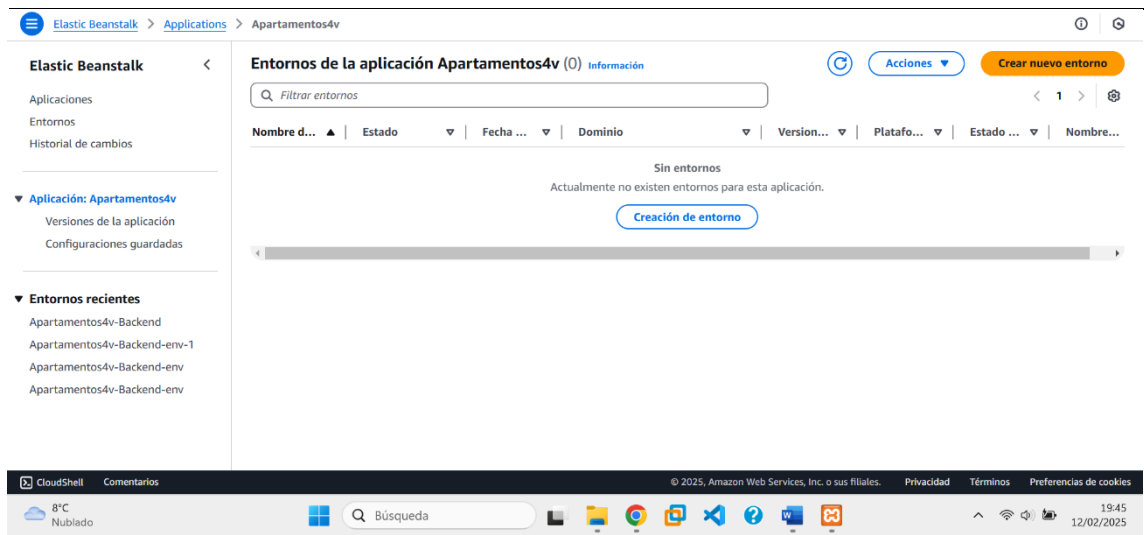 Elastic Beanstalk > Applications > Apartamentos4v
Elastic Beanstalk
Aplicaciones
Entornos
Historial de cambios
Aplicación: Apartamentos4v
Versiones de la aplicación
Configuraciones guardadas
Entornos recientes
Apartamentos4v-Backend
Apartamentos4v-Backend-env-1
Apartamentos4v-Backend-env
Apartamentos4v-Backend-env
Entornos de la aplicación Apartamentos4v (0) Información
Acciones
Crear nuevo entorno
Filtrar entornos
< 1 >
Nombre d... | Estado | Fecha ... | Dominio | Version... | Platafo... | Estado ... | Nombre...
Sin entornos
Actualmente no existen entornos para esta aplicación.
Creación de entorno
CloudShell Comentarios © 2025, Amazon Web Services, Inc. o sus filiales. Privacidad Términos Preferencias de cookies
8°C
Nublado
Búsqueda
19:45
12/02/2025